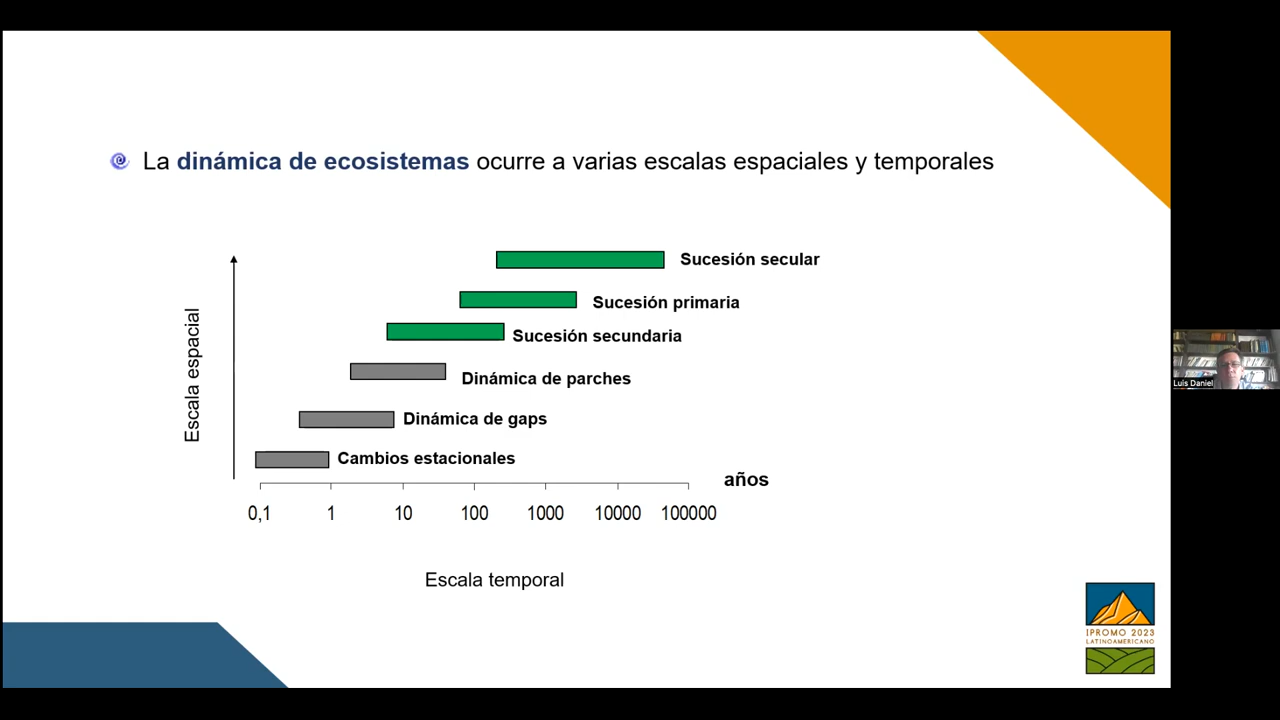 La dinámica de ecosistemas ocurre a varias escalas espaciales y temporales
Sucesión secular
Sucesión primaria
Sucesión secundaria
Dinámica de parches
Dinámica de gaps
Cambios estacionales
Escala espacial
años
0,1 1 10 100 1000 10000 100000
Escala temporal
IPROMO 2023
LATINOAMERICANO
Luis Daniel